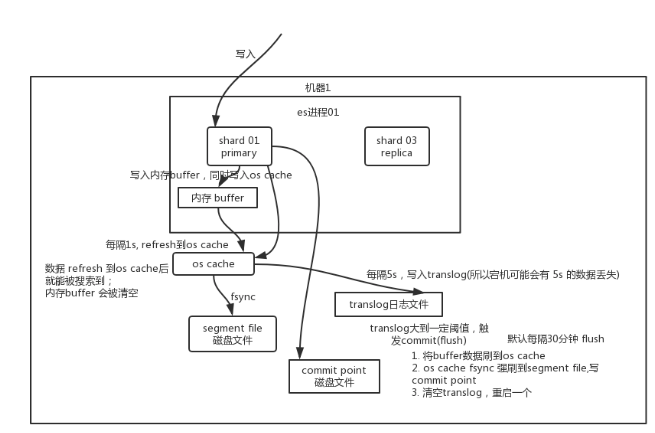 写入
机器1
es进程01
shard 01
primary
shard 03
replica
写入内存buffer，同时写入os cache
内存 buffer
每隔1s, refresh到os cache
数据 refresh 到os cache后
就能被搜索到；
内存buffer 会被清空
os cache
每隔5s，写入translog(所以宕机可能会有 5s 的数据丢失)
fsync
translog日志文件
segment file
磁盘文件
translog大到一定阈值，触
发commit(flush)
默认每隔30分钟 flush
1. 将buffer数据刷到os cache
2. os cache fsync 强刷到segment file,写
commit point
3. 清空translog，重启一个
commit point
磁盘文件